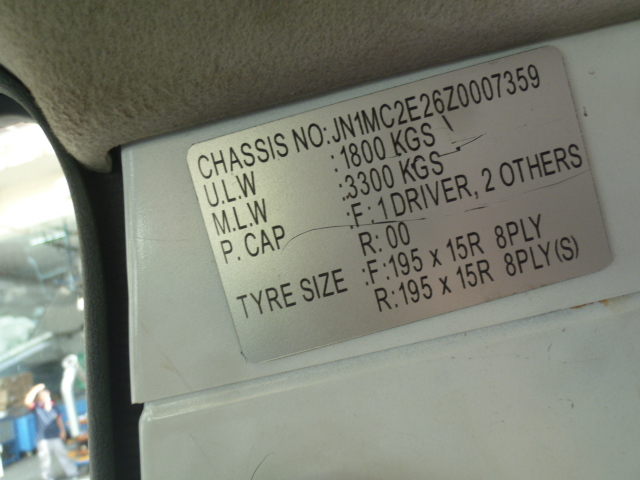 CHASSIS NO: JN1MC2E26Z0007359
U.L.W :1800 KGS
M.L.W :3300 KGS
P. CAP :F: 1 DRIVER, 2 OTHERS
R: 00
TYRE SIZE :F: 195 x 15R 8PLY
R: 195 x 15R 8PLY(S)